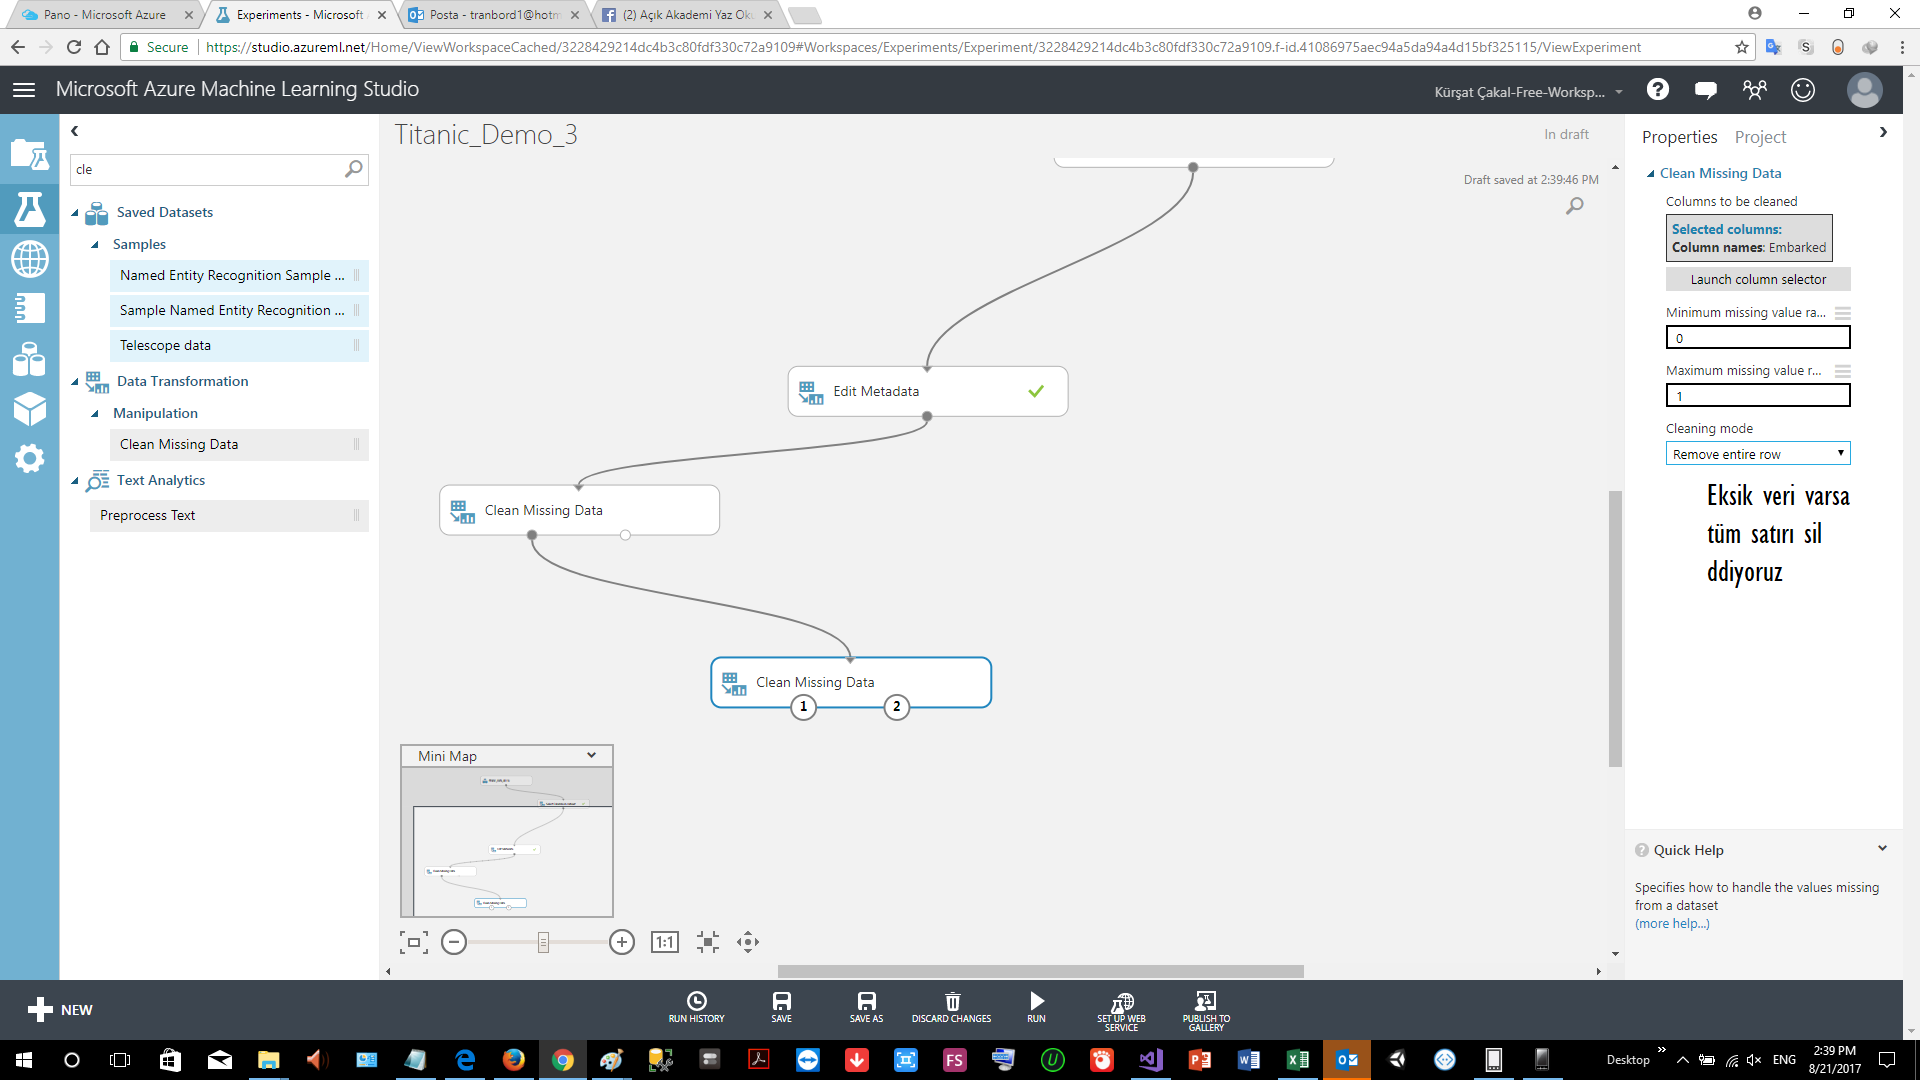 Pano - Microsoft Azure
Experiments - Microsoft A
Posta - tranbord1@hotm
(2) Açık Akademi Yaz Oku
Secure
https://studio.azureml.net/Home/ViewWorkspaceCached/3228429214dc4b3c80fdf330c72a9109#Workspaces/Experiments/Experiment/3228429214dc4b3c80fdf330c72a9109.f-id.41086975aec94a5da94a4d15bf325115/ViewExperiment
Microsoft Azure Machine Learning Studio
Kürşat Çakal-Free-Worksp...
cle
Saved Datasets
Samples
Named Entity Recognition Sample ...
Sample Named Entity Recognition ...
Telescope data
Data Transformation
Manipulation
Clean Missing Data
Text Analytics
Preprocess Text
Titanic_Demo_3
In draft
Draft saved at 2:39:46 PM
Edit Metadata
Clean Missing Data
Clean Missing Data
1
2
Mini Map
1:1
Properties
Project
Clean Missing Data
Columns to be cleaned
Selected columns:
Column names: Embarked
Launch column selector
Minimum missing value ra...
0
Maximum missing value r...
1
Cleaning mode
Remove entire row
Eksik veri varsa
tüm satırı sil
ddiyoruz
Quick Help
Specifies how to handle the values missing
from a dataset
(more help...)
NEW
RUN HISTORY
SAVE
SAVE AS
DISCARD CHANGES
RUN
SET UP WEB
SERVICE
PUBLISH TO
GALLERY
FS
Desktop
ENG
2:39 PM
8/21/2017